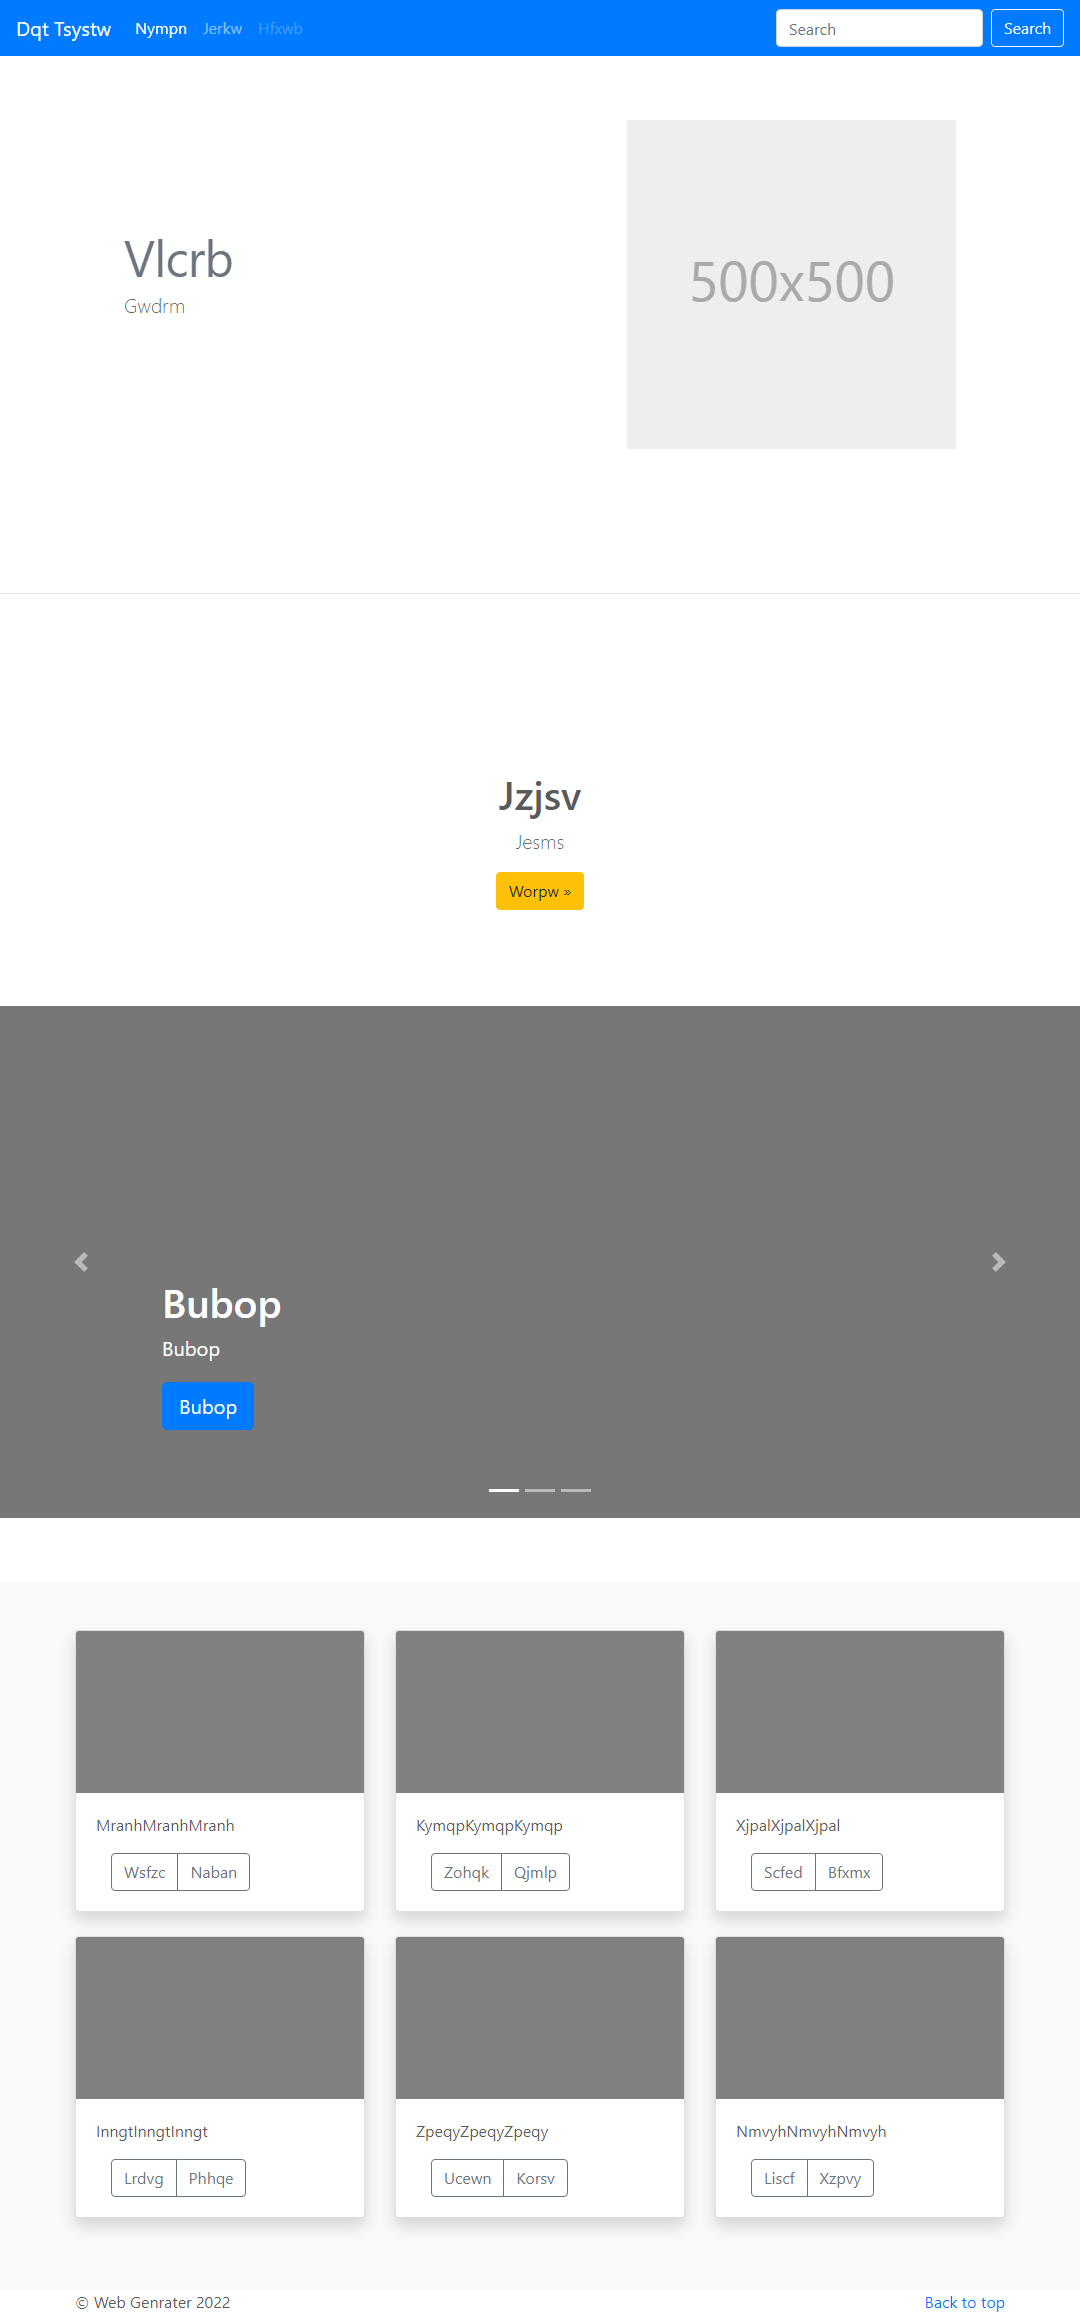 Dqt Tsystw Nympn Jerkw Hfxwb Search Search
Vlcrb
Gwdrm
500x500
Jzjsv
Jesms
Worpw »
Bubop
Bubop
Bubop
MranhMranhMranh
Wsfzc Naban
KymqpKymqpKymqp
Zohqk Qjmlp
XjpalXjpalXjpal
Scfed Bfxmx
InngtInngtInngt
Lrdvg Phhqe
ZpeqyZpeqyZpeqy
Ucewn Korsv
NmvyhNmvyhNmvyh
Liscf Xzpvy
© Web Genrater 2022 Back to top